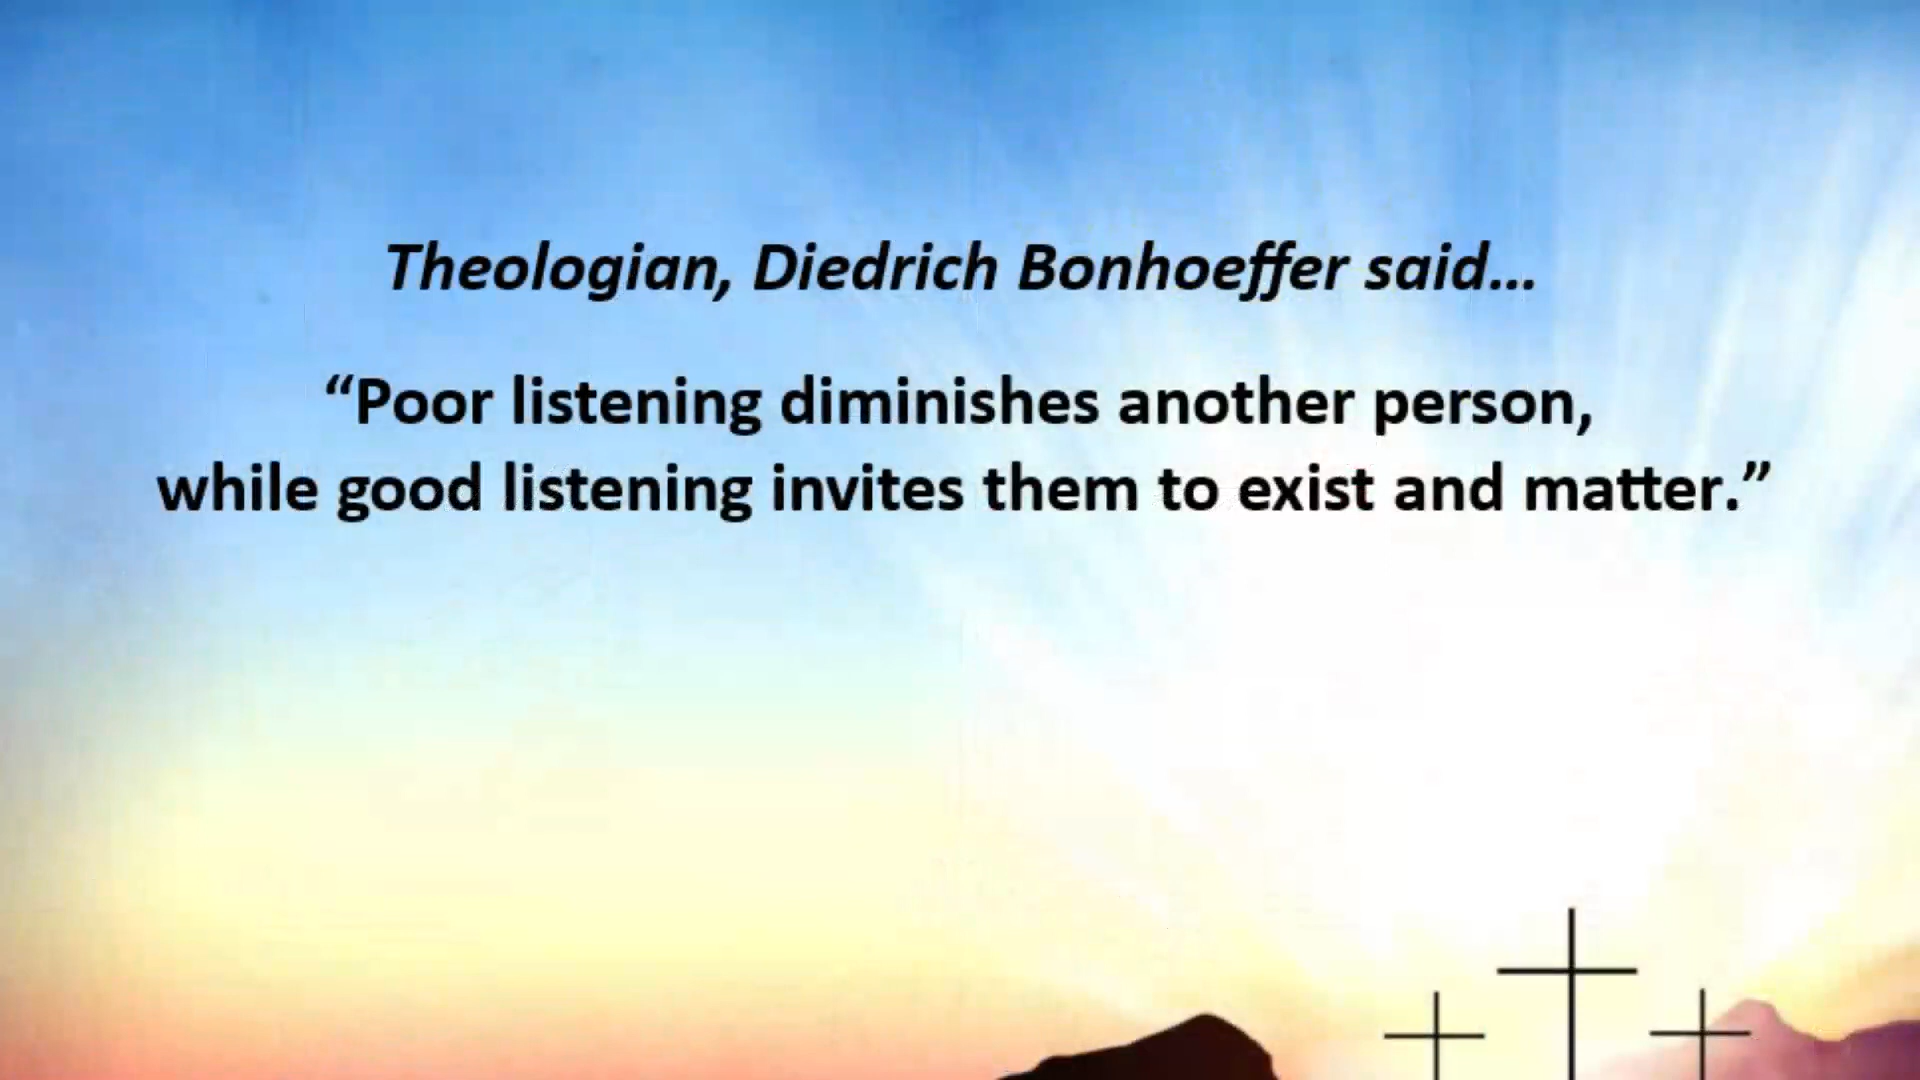 Theologian, Diedrich Bonhoeffer said...
“Poor listening diminishes another person,
while good listening invites them to exist and matter.”